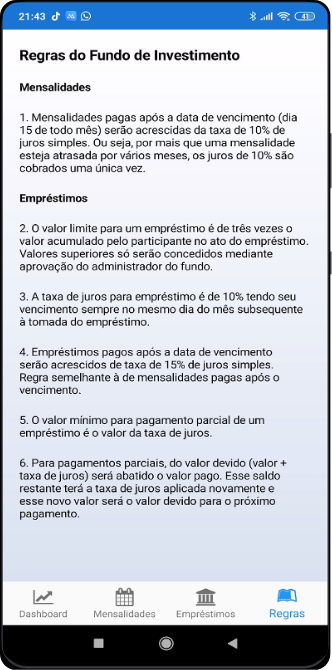 21:43
41
Regras do Fundo de Investimento
Mensalidades
1. Mensalidades pagas após a data de vencimento (dia
15 de todo mês) serão acrescidas da taxa de 10% de
juros simples. Ou seja, por mais que uma mensalidade
esteja atrasada por vários meses, os juros de 10% são
cobrados uma única vez.
Empréstimos
2. O valor limite para um empréstimo é de três vezes o
valor acumulado pelo participante no ato do empréstimo.
Valores superiores só serão concedidos mediante
aprovação do administrador do fundo.
3. A taxa de juros para empréstimo é de 10% tendo seu
vencimento sempre no mesmo dia do mês subsequente
à tomada do empréstimo.
4. Empréstimos pagos após a data de vencimento
serão acrescidos de taxa de 15% de juros simples.
Regra semelhante à de mensalidades pagas após o
vencimento.
5. O valor mínimo para pagamento parcial de um
empréstimo é o valor da taxa de juros.
6. Para pagamentos parciais, do valor devido (valor +
taxa de juros) será abatido o valor pago. Esse saldo
restante terá a taxa de juros aplicada novamente e
esse novo valor será o valor devido para o próximo
pagamento.
Dashboard Mensalidades Empréstimos Regras